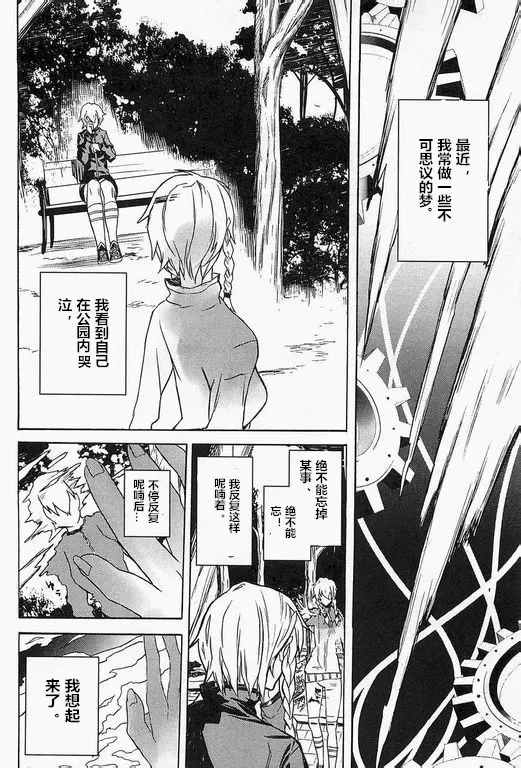 最近，
我常做一些不
可思议的梦。
我看到自己
在公园内哭
泣，
绝不能忘掉
某事、
绝不能
忘！
我反复这样
呢喃着。
不停反复
呢喃后…
我想起
来了。